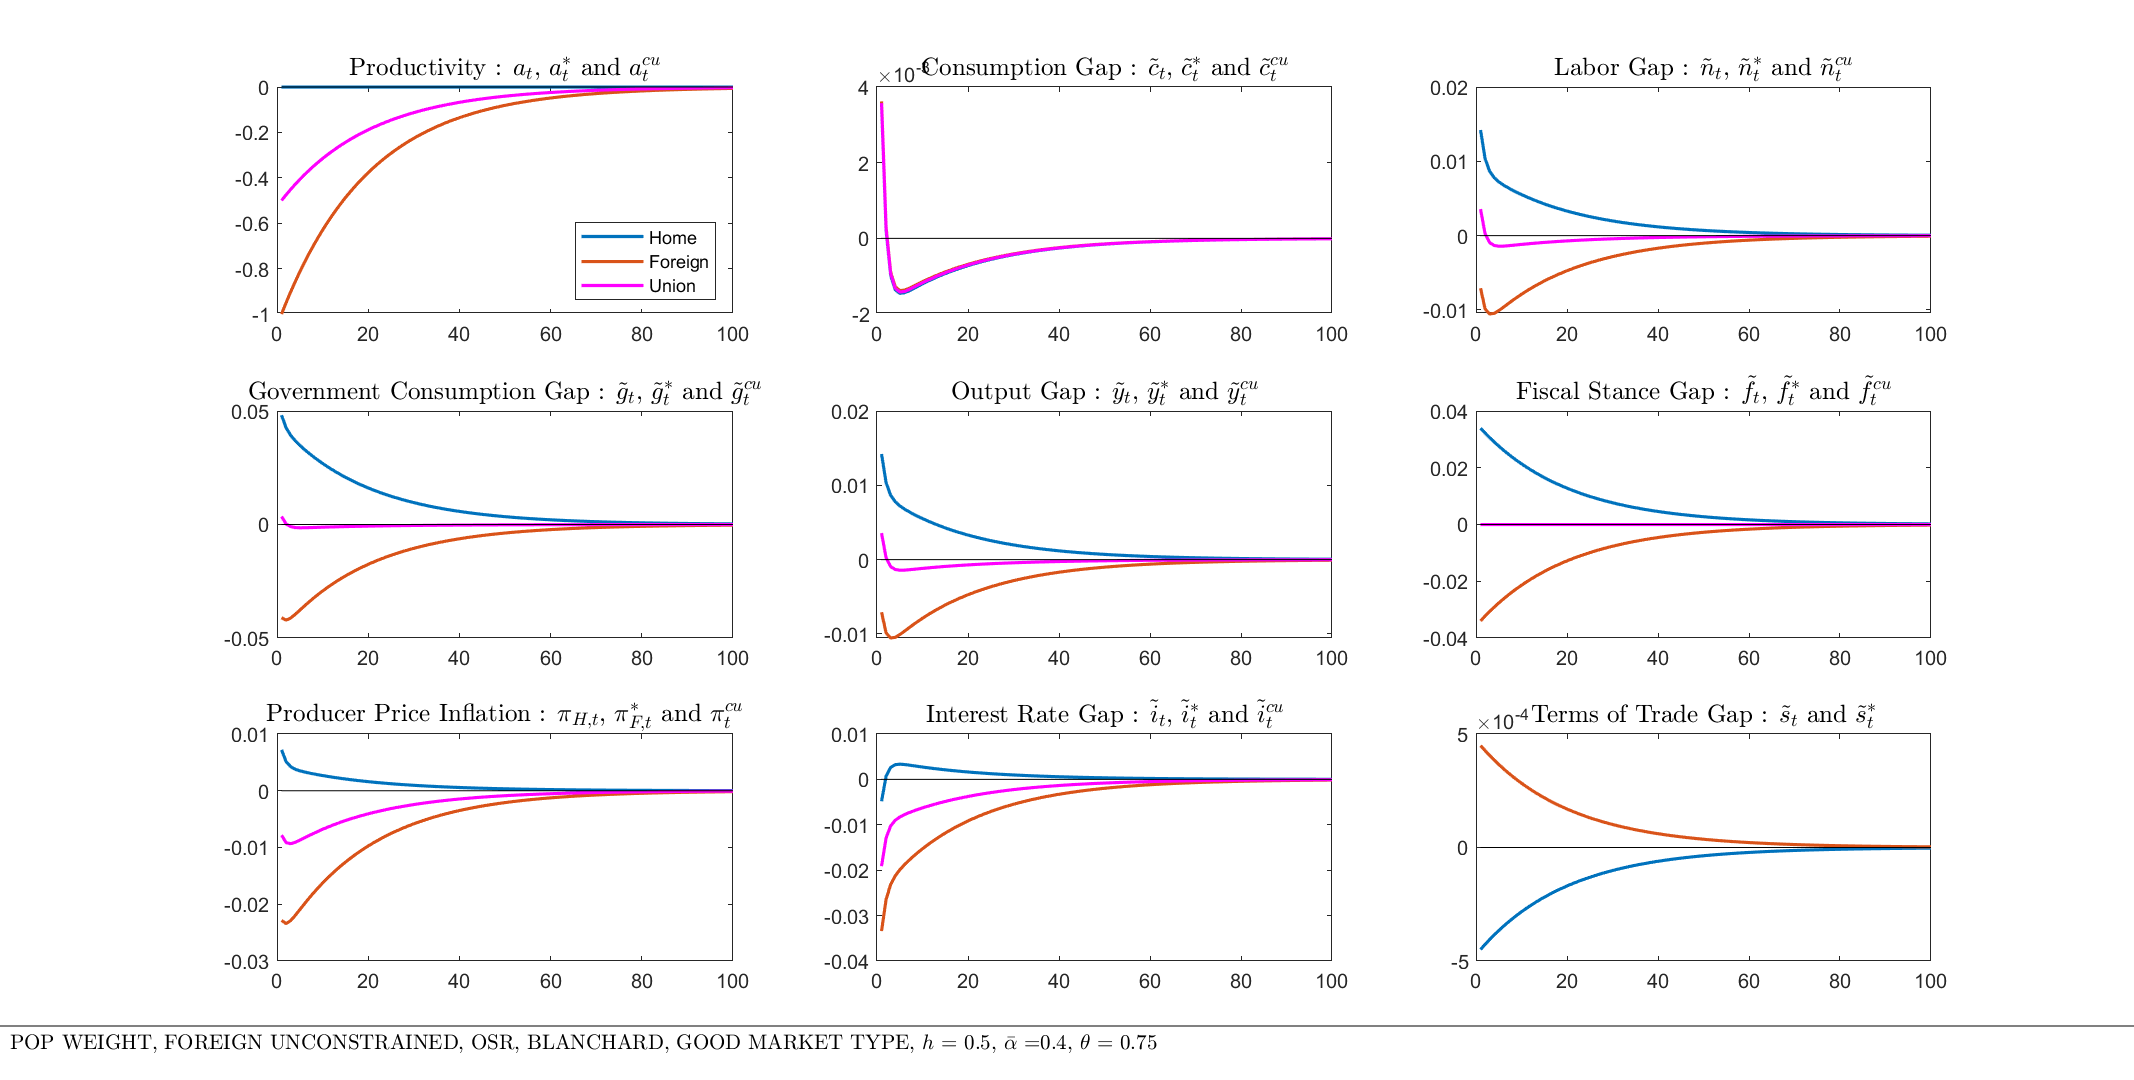 Productivity : a_t, a_t^* and a_t^{cu}
0
-0.2
-0.4
-0.6
-0.8
-1
0 20 40 60 80 100
Home
Foreign
Union
×10^{-3}
Consumption Gap : c̃_t, c̃_t^* and c̃_t^{cu}
4
2
0
-2
0 20 40 60 80 100
Labor Gap : ñ_t, ñ_t^* and ñ_t^{cu}
0.02
0.01
0
-0.01
0 20 40 60 80 100
Government Consumption Gap : g̃_t, g̃_t^* and g̃_t^{cu}
0.05
0
-0.05
0 20 40 60 80 100
Output Gap : ỹ_t, ỹ_t^* and ỹ_t^{cu}
0.02
0.01
0
-0.01
0 20 40 60 80 100
Fiscal Stance Gap : f̃_t, f̃_t^* and f̃_t^{cu}
0.04
0.02
0
-0.02
-0.04
0 20 40 60 80 100
Producer Price Inflation : π_{H,t}, π_{F,t}^* and π_t^{cu}
0.01
0
-0.01
-0.02
-0.03
0 20 40 60 80 100
Interest Rate Gap : ĩ_t, ĩ_t^* and ĩ_t^{cu}
0.01
0
-0.01
-0.02
-0.03
-0.04
0 20 40 60 80 100
×10^{-4}
Terms of Trade Gap : s̃_t and s̃_t^*
5
0
-5
0 20 40 60 80 100
POP WEIGHT, FOREIGN UNCONSTRAINED, OSR, BLANCHARD, GOOD MARKET TYPE, h = 0.5, ᾱ =0.4, θ = 0.75